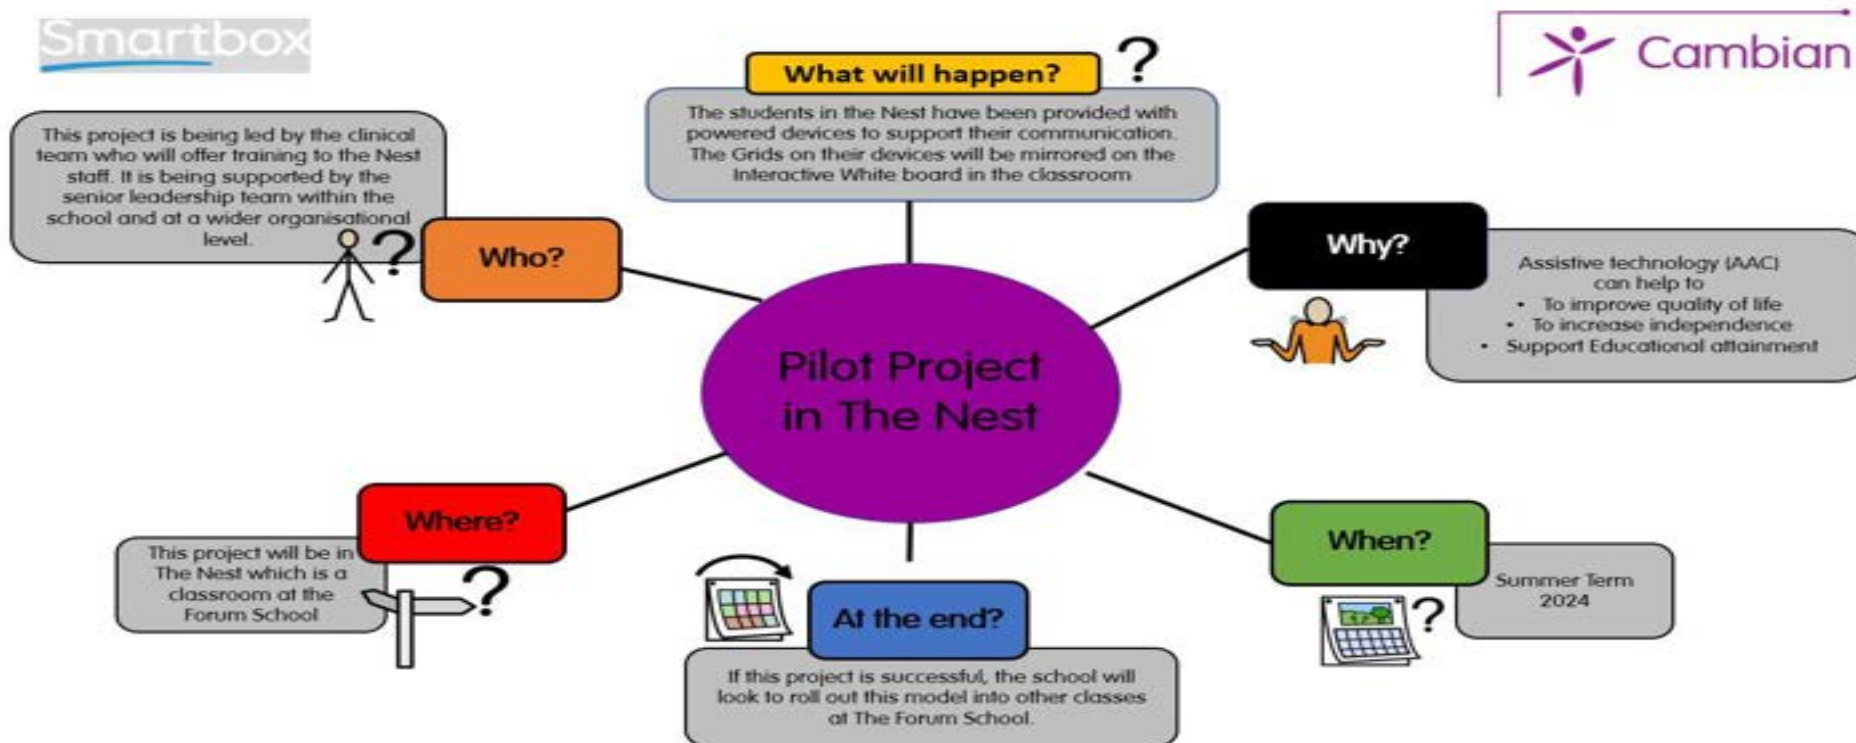 Smartbox
Cambian
What will happen?
?
The students in the Nest have been provided with
powered devices to support their communication.
The Grids on their devices will be mirrored on the
Interactive White board in the classroom
This project is being led by the clinical
team who will offer training to the Nest
staff. It is being supported by the
senior leadership team within the
school and at a wider organisational
level.
?
Who?
Why?
Assistive technology (AAC)
can help to
• To improve quality of life
• To increase independence
• Support Educational attainment
Pilot Project
in The Nest
Where?
This project will be in
The Nest which is a
classroom at the
Forum School
?
At the end?
If this project is successful, the school will
look to roll out this model into other classes
at The Forum School.
When?
?
Summer Term
2024